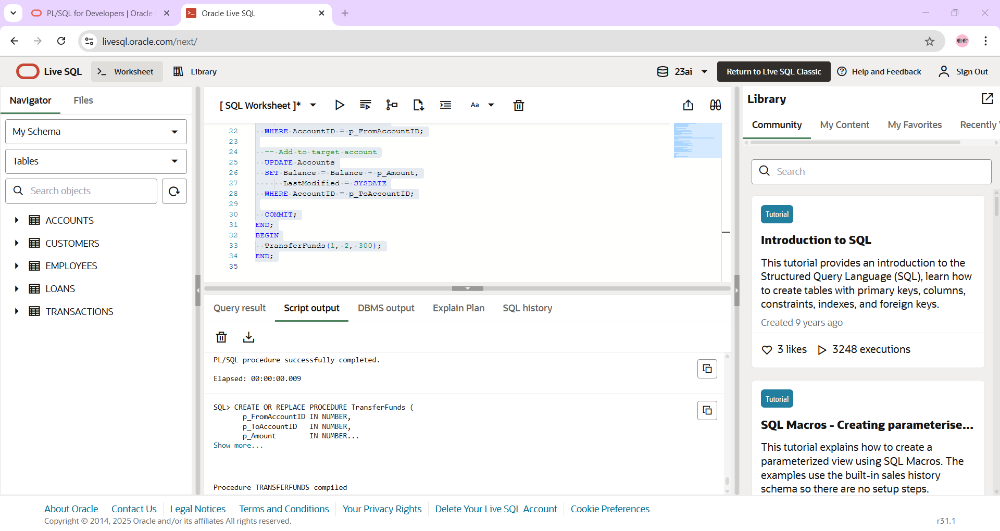 PL/SQL for Developers | Oracle
Oracle Live SQL
livesql.oracle.com/next/
Live SQL
Worksheet
Library
23ai
Return to Live SQL Classic
Help and Feedback
Sign Out
Navigator
Files
My Schema
Tables
Search objects
ACCOUNTS
CUSTOMERS
EMPLOYEES
LOANS
TRANSACTIONS
[ SQL Worksheet ]*
Aa
22 WHERE AccountID = p_FromAccountID;
23
24 -- Add to target account
25 UPDATE Accounts
26 SET Balance = Balance + p_Amount,
27 LastModified = SYSDATE
28 WHERE AccountID = p_ToAccountID;
29
30 COMMIT;
31 END;
32 BEGIN
33 TransferFunds(1, 2, 300);
34 END;
35
Query result
Script output
DBMS output
Explain Plan
SQL history
PL/SQL procedure successfully completed.
Elapsed: 00:00:00.009
SQL> CREATE OR REPLACE PROCEDURE TransferFunds (
p_FromAccountID IN NUMBER,
p_ToAccountID IN NUMBER,
p_Amount IN NUMBER...
Show more...
Procedure TRANSFERFUNDS compiled
Library
Community
My Content
My Favorites
Recently
Search
Tutorial
Introduction to SQL
This tutorial provides an introduction to the
Structured Query Language (SQL), learn how
to create tables with primary keys, columns,
constraints, indexes, and foreign keys.
Created 9 years ago
3 likes
3248 executions
Tutorial
SQL Macros - Creating parameterise...
This tutorial explains how to create a
parameterized view using SQL Macros. The
examples use the built-in sales history
schema so there are no setup steps.
About Oracle
Contact Us
Legal Notices
Terms and Conditions
Your Privacy Rights
Delete Your Live SQL Account
Cookie Preferences
Copyright © 2014, 2025 Oracle and/or its affiliates All rights reserved.
r31.1